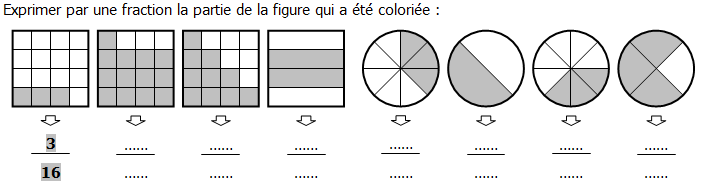 Exprimer par une fraction la partie de la figure qui a été coloriée :
3 ...... ...... ...... ...... ...... ...... ......
16 ...... ...... ...... ...... ...... ...... ......